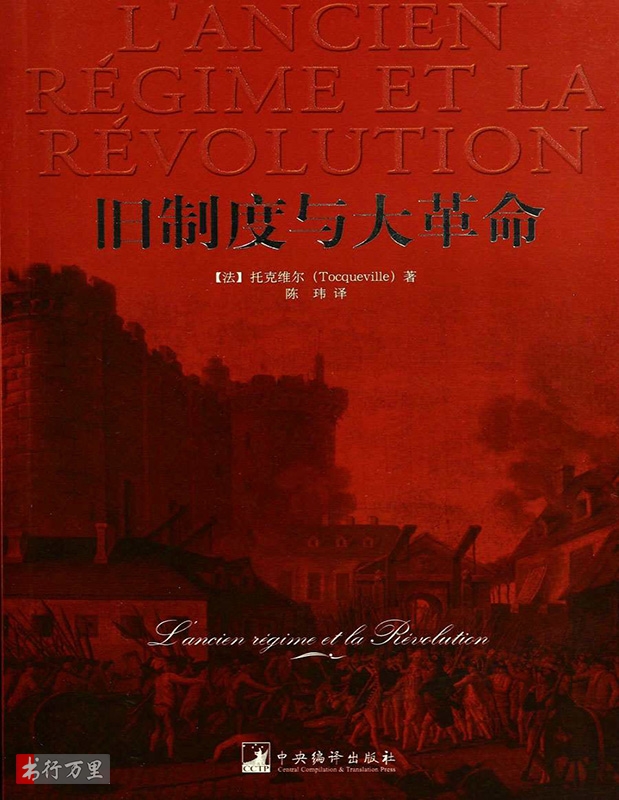 L'ANCIEN
RÉGIME ET LA
RÉVOLUTION
旧制度与大革命
【法】托克维尔（Tocqueville）著
陈 玮 译
L'ancien régime et la Révolution
CCTP
中央编译出版社
Central Compilation & Translation Press
书行万里